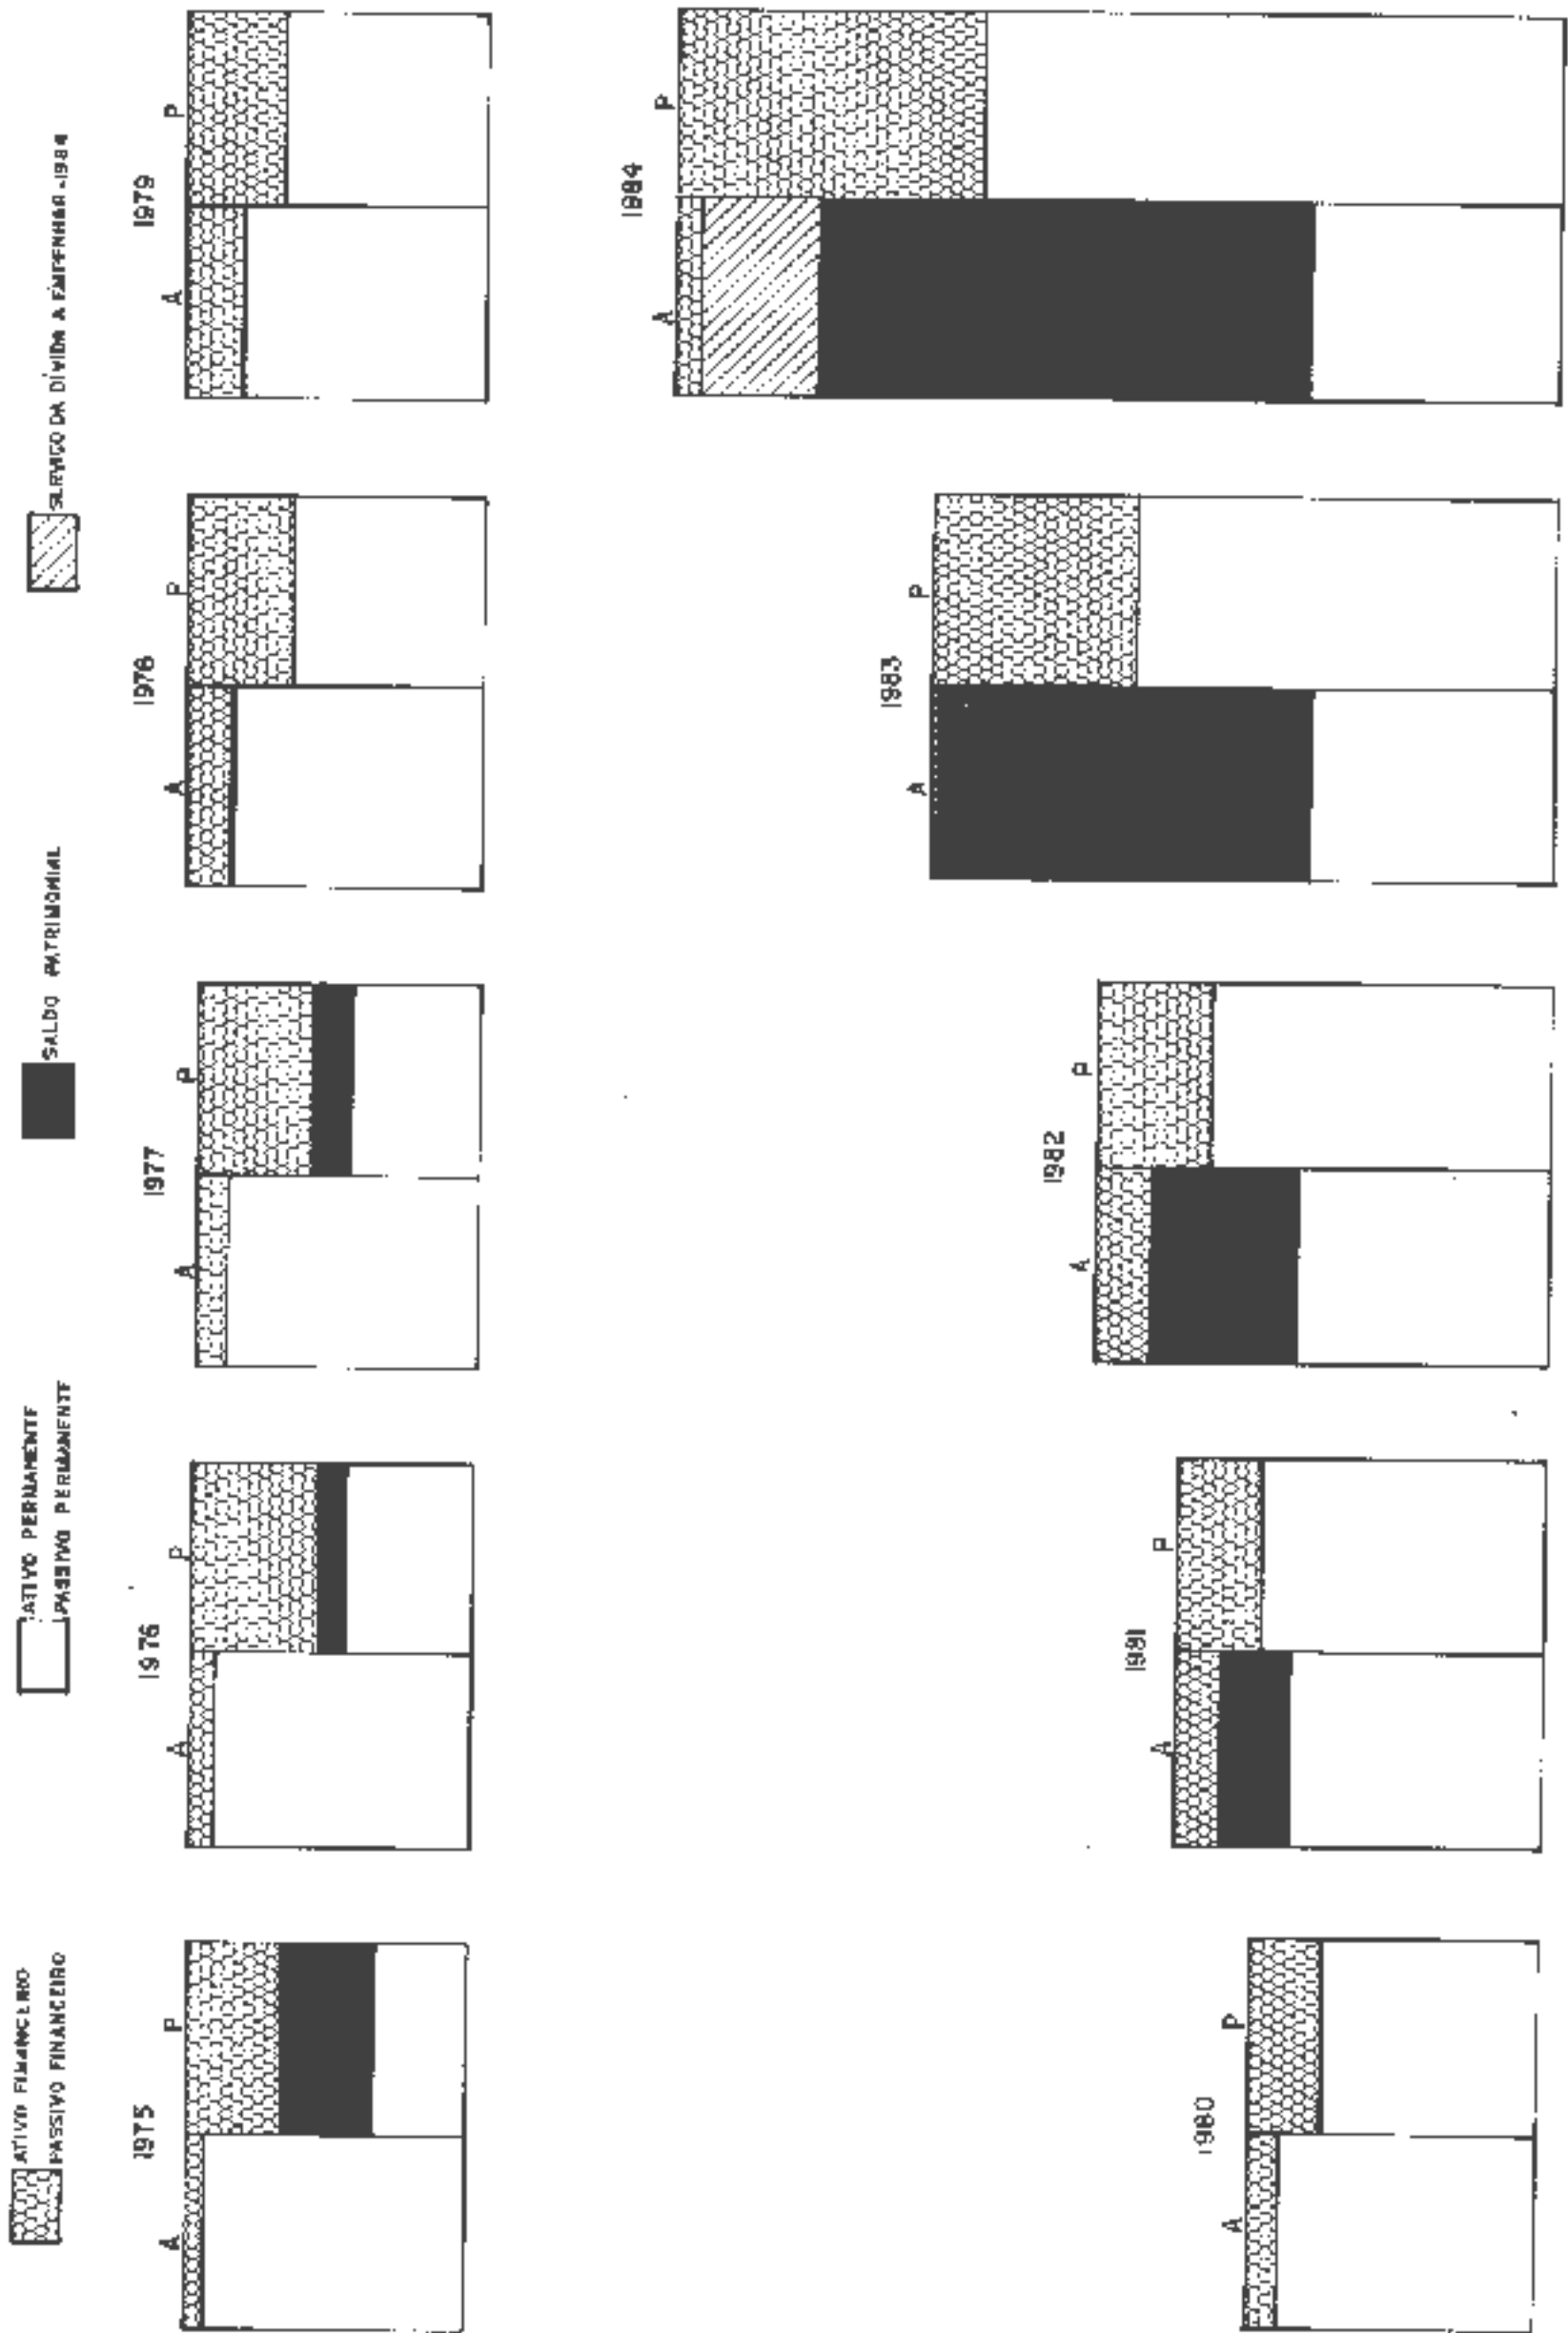 ATIVO FINANCEIRO
PASSIVO FINANCEIRO
ATIVO PERMAMENTE
PASSIVO PERMANENTE
SALDO PATRIMONIAL
SERVIÇO DA DÍVIDA A EMPENHAR -1984
1975
A P
1976
A P
1977
A P
1978
A P
1979
A P
1980
A P
1981
A P
1982
A P
1983
A P
1984
A P